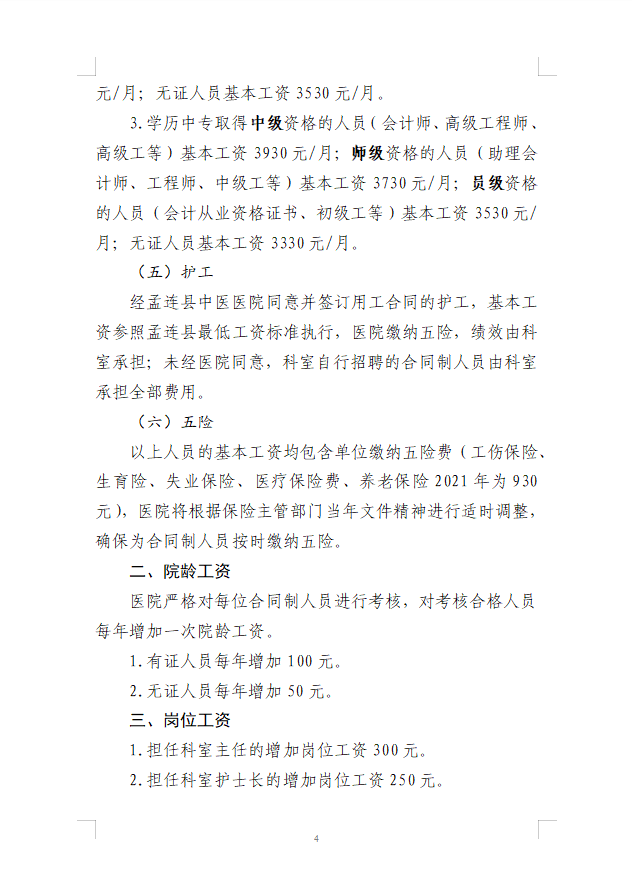 元/月；无证人员基本工资 3530 元/月。
3.学历中专取得中级资格的人员（会计师、高级工程师、
高级工等）基本工资 3930 元/月；师级资格的人员（助理会
计师、工程师、中级工等）基本工资 3730 元/月；员级资格
的人员（会计从业资格证书、初级工等）基本工资 3530 元/
月；无证人员基本工资 3330 元/月。
（五）护工
经孟连县中医医院同意并签订用工合同的护工，基本工
资参照孟连县最低工资标准执行，医院缴纳五险，绩效由科
室承担；未经医院同意，科室自行招聘的合同制人员由科室
承担全部费用。
（六）五险
以上人员的基本工资均包含单位缴纳五险费（工伤保险、
生育险、失业保险、医疗保险费、养老保险 2021 年为 930
元），医院将根据保险主管部门当年文件精神进行适时调整，
确保为合同制人员按时缴纳五险。
二、院龄工资
医院严格对每位合同制人员进行考核，对考核合格人员
每年增加一次院龄工资。
1.有证人员每年增加 100 元。
2.无证人员每年增加 50 元。
三、岗位工资
1.担任科室主任的增加岗位工资 300 元。
2.担任科室护士长的增加岗位工资 250 元。
4